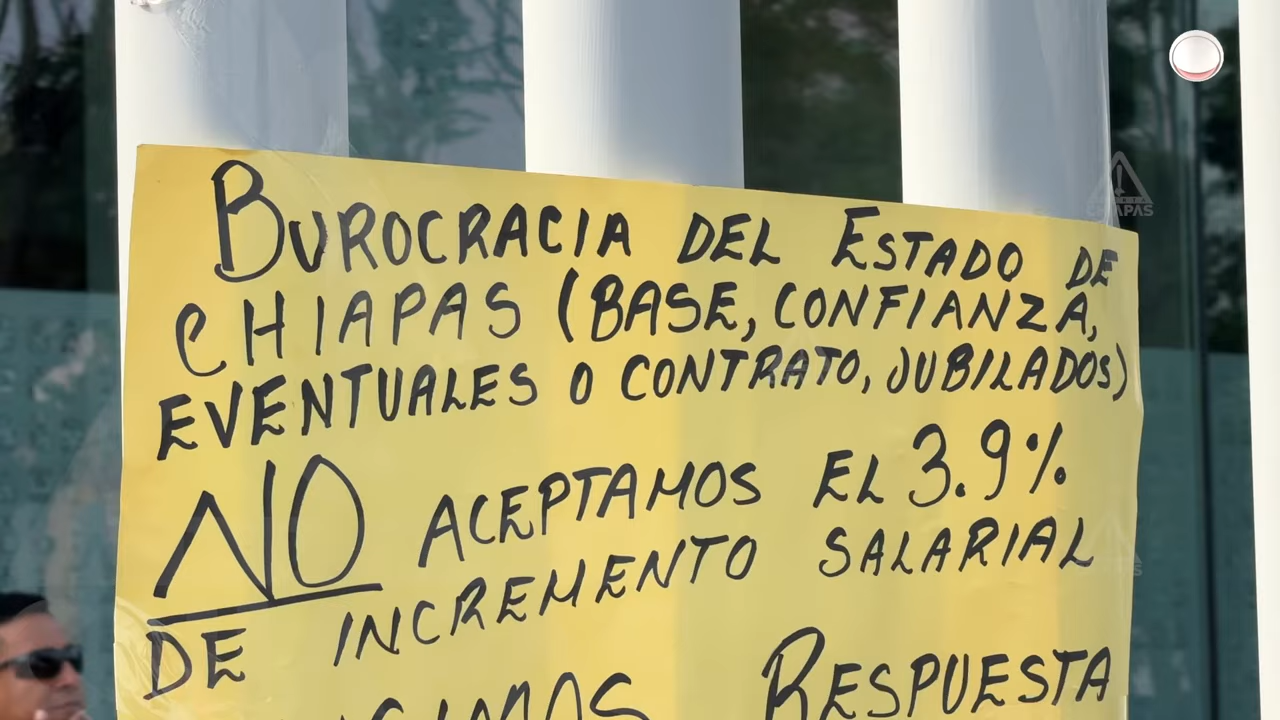 BUROCRACIA DEL ESTADO DE
CHIAPAS (BASE, CONFIANZA,
EVENTUALES O CONTRATO, JUBILADOS)
NO ACEPTAMOS EL 3.9%
DE INCREMENTO SALARIAL
RESPUESTA